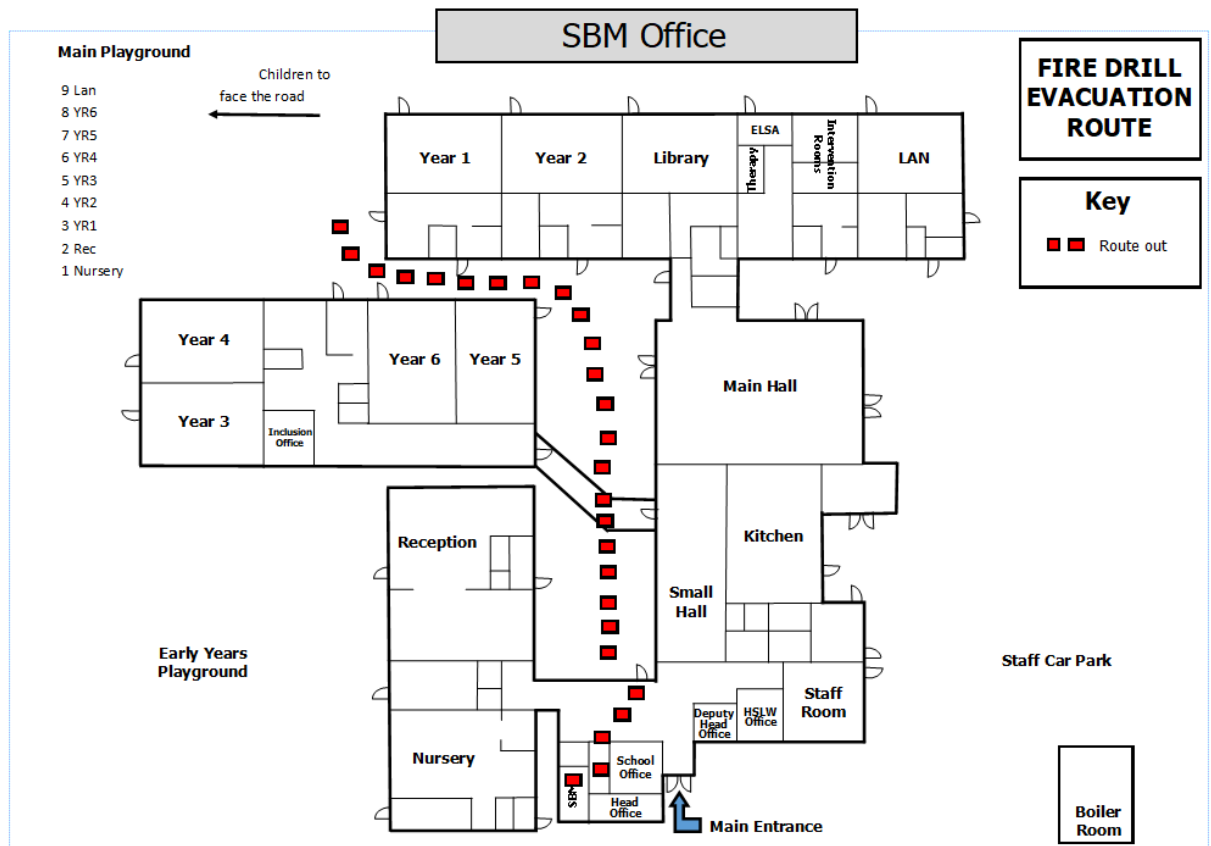 SBM Office
Main Playground
Children to
face the road
9 Lan
8 YR6
7 YR5
6 YR4
5 YR3
4 YR2
3 YR1
2 Rec
1 Nursery
FIRE DRILL
EVACUATION
ROUTE
Key
Route out
Year 1
Year 2
Library
ELSA
Therapy
Intervention
Rooms
LAN
Year 4
Year 6
Year 5
Year 3
Inclusion
Office
Main Hall
Reception
Kitchen
Small
Hall
Early Years
Playground
Staff Car Park
Staff
Room
Deputy
Head
Office
HSLW
Office
Nursery
School
Office
SBM
Head
Office
Main Entrance
Boiler
Room